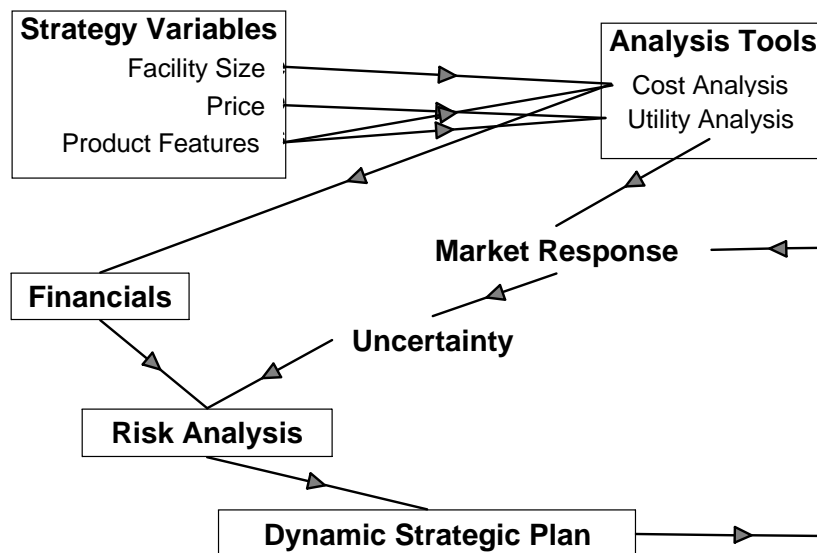 Strategy Variables
Facility Size
Price
Product Features
Analysis Tools
Cost Analysis
Utility Analysis
Market Response
Financials
Uncertainty
Risk Analysis
Dynamic Strategic Plan